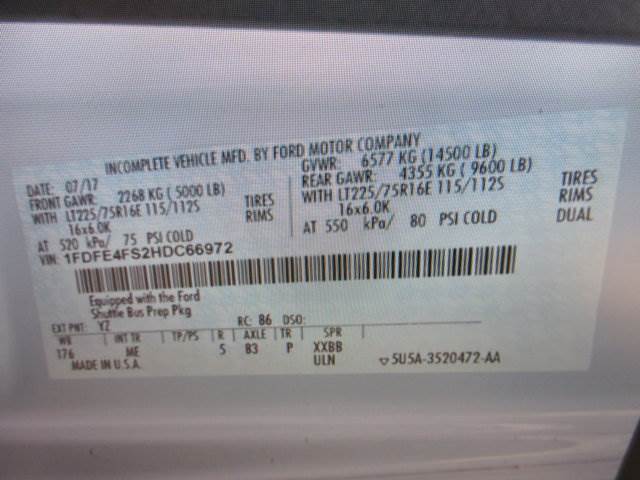 INCOMPLETE VEHICLE MFD. BY FORD MOTOR COMPANY
DATE: 07/17 GVWR: 6577 KG (14500 LB)
FRONT GAWR: 2268 KG (5000 LB) REAR GAWR: 4355 KG (9600 LB)
WITH LT225/75R16E 115/112S TIRES WITH LT225/75R16E 115/112S TIRES
16x6.0K RIMS 16x6.0K RIMS
AT 520 kPa/ 75 PSI COLD AT 550 kPa/ 80 PSI COLD DUAL
VIN: 1FDFE4FS2HDC66972
Equipped with the Ford
Shuttle Bus Prep Pkg
EXT PNT: YZ RC: 86 DSO:
WB INT TR TP/PS R AXLE TR SPR
176 ME 5 B3 P XXBB
MADE IN U.S.A. ULN 5U5A-3520472-AA